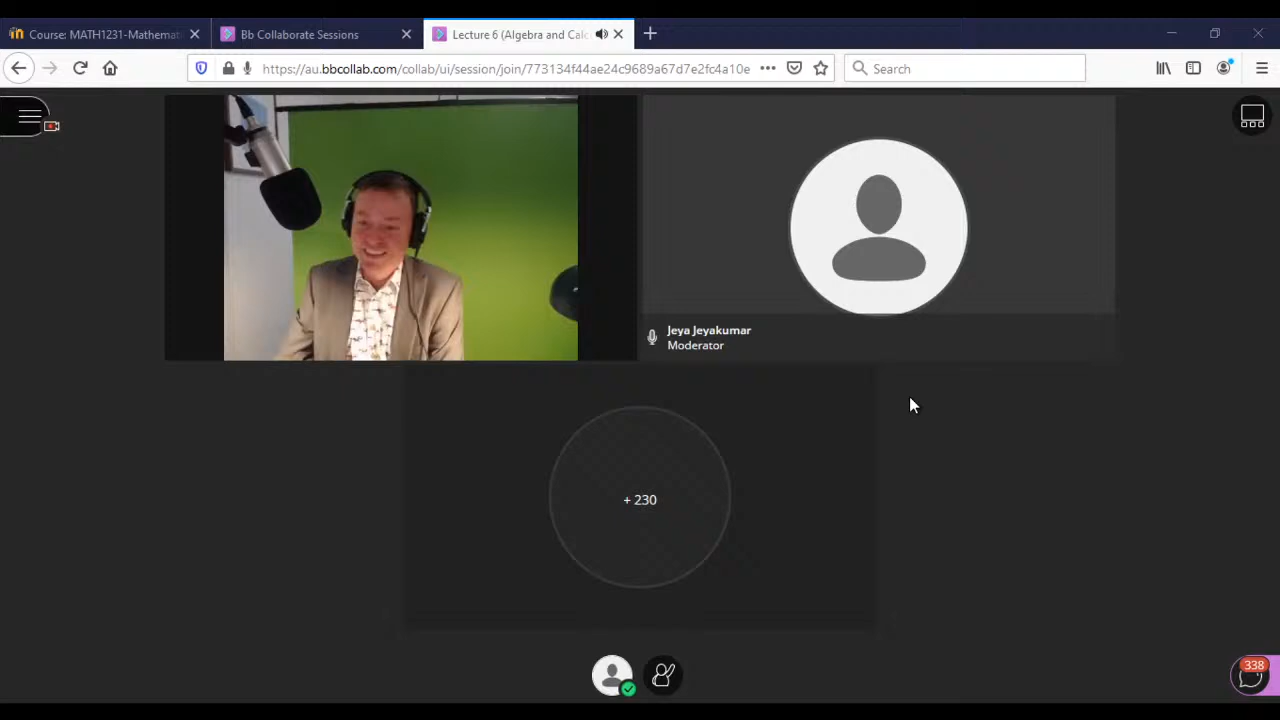 Course: MATH1231-Mathemat
Bb Collaborate Sessions
Lecture 6 (Algebra and Calc
https://au.bbcollab.com/collab/ui/session/join/773134f44ae24c9689a67d7e2fc4a10e
Search
Jeya Jeyakumar
Moderator
+ 230
338